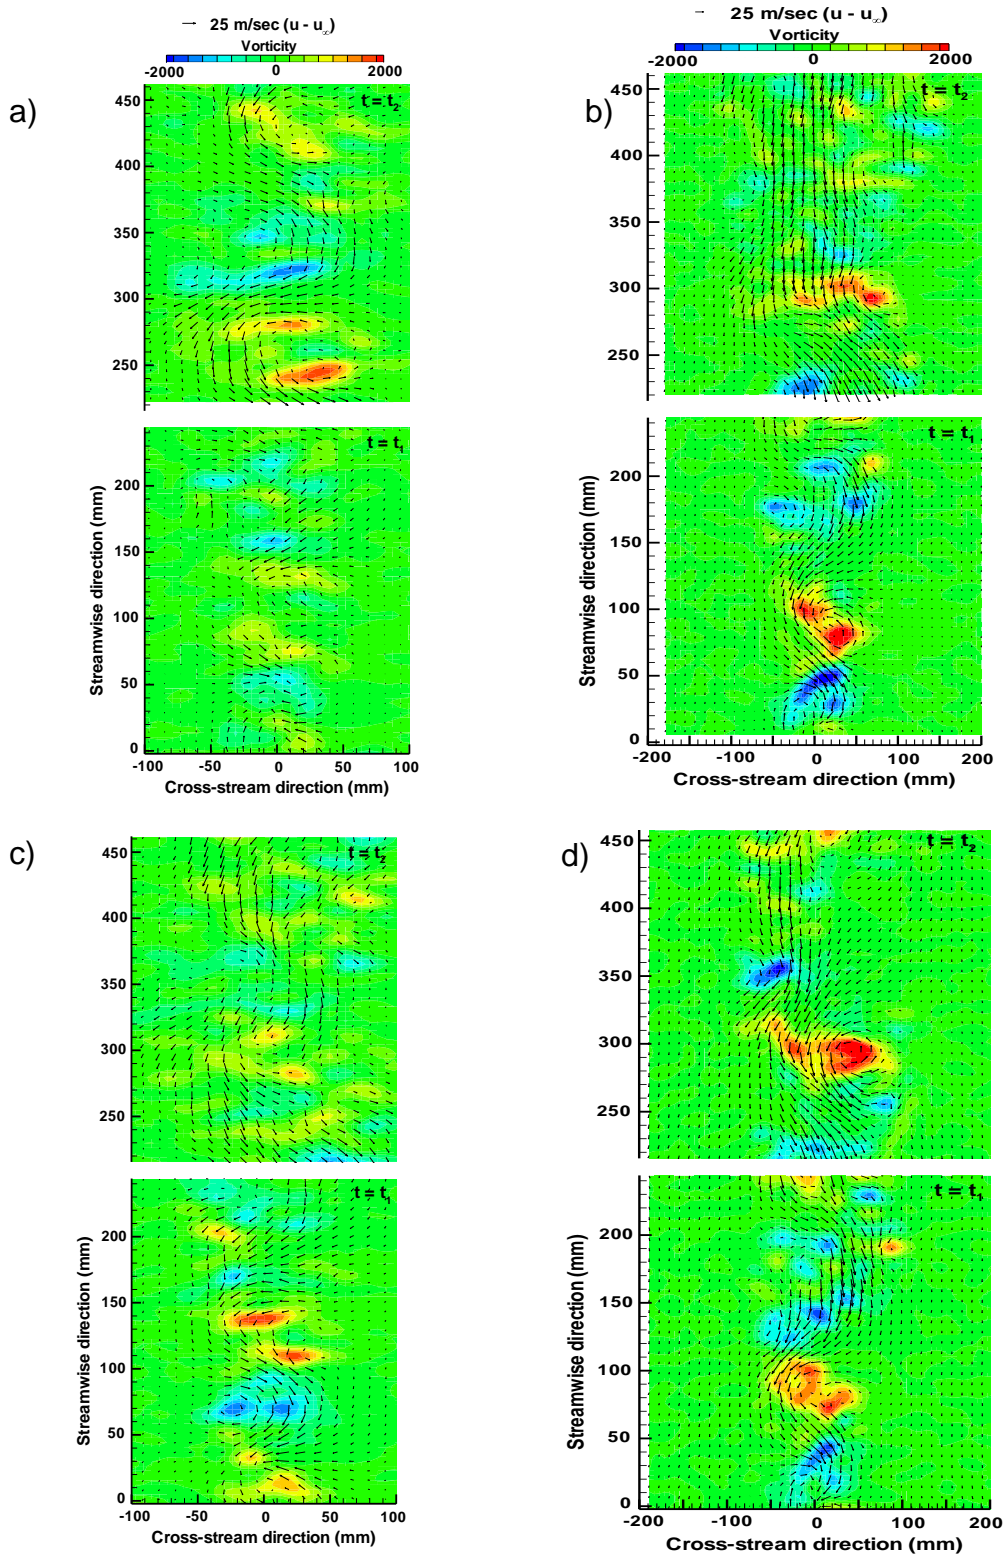 25 m/sec (u - u∞)
Vorticity
-2000 0 2000
a)
t = t2
450
400
350
300
250
t = t1
200
150
100
50
0
Streamwise direction (mm)
-100 -50 0 50 100
Cross-stream direction (mm)
25 m/sec (u - u∞)
Vorticity
-2000 0 2000
b)
t = t2
450
400
350
300
250
t = t1
200
150
100
50
0
Streamwise direction (mm)
-200 -100 0 100 200
Cross-stream direction (mm)
c)
t = t2
450
400
350
300
250
t = t1
200
150
100
50
0
Streamwise direction (mm)
-100 -50 0 50 100
Cross-stream direction (mm)
d)
t = t2
450
400
350
300
250
t = t1
200
150
100
50
0
Streamwise direction (mm)
-200 -100 0 100 200
Cross-stream direction (mm)